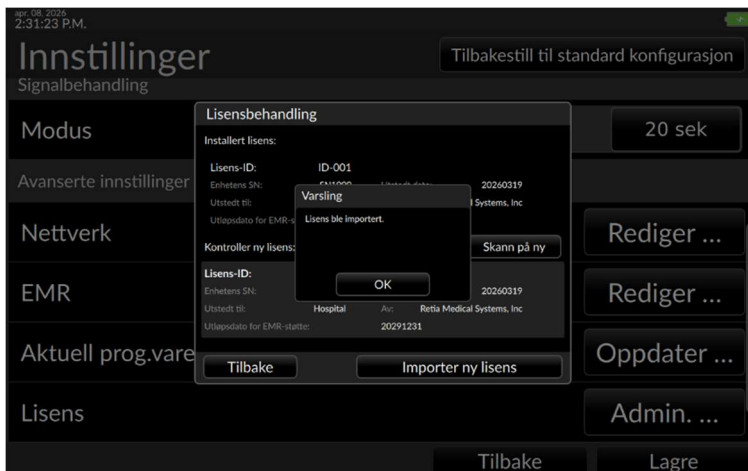 apr. 08, 2026
2:31:23 P.M.
Innstillinger
Tilbakestill til standard konfigurasjon
Signalbehandling
Modus
20 sek
Avanserte innstillinger
Nettverk
Rediger ...
EMR
Rediger ...
Aktuell prog.vare
Oppdater ...
Lisens
Admin. ...
Tilbake
Lagre
Lisensbehandling
Installert lisens:
Lisens-ID: ID-001
Enhetens SN: 20260319
Utstedt til: l Systems, Inc
Utløpsdato for EMR-s
Kontroller ny lisens:
Skann på ny
Lisens-ID:
Enhetens SN: 20260319
Utstedt til: Hospital Av: Retia Medical Systems, Inc
Utløpsdato for EMR-støtte: 20291231
Tilbake
Importer ny lisens
Varsling
Lisens ble importert.
OK